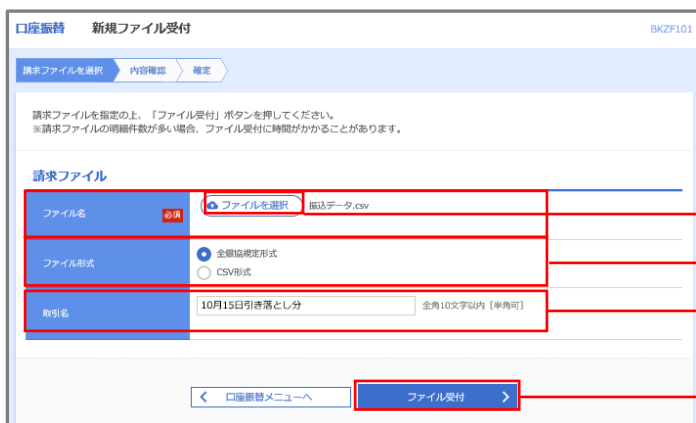 口座振替 新規ファイル受付 BKZF101
請求ファイルを選択 内容確認 確定
請求ファイルを指定の上、「ファイル受付」ボタンを押してください。
※請求ファイルの明細件数が多い場合、ファイル受付に時間がかかることがあります。
請求ファイル
ファイル名 必須 ファイルを選択 振込データ.csv
ファイル形式 全銀協規定形式
CSV形式
取引名 10月15日引き落とし分 全角10文字以内［半角可］
口座振替メニューへ ファイル受付